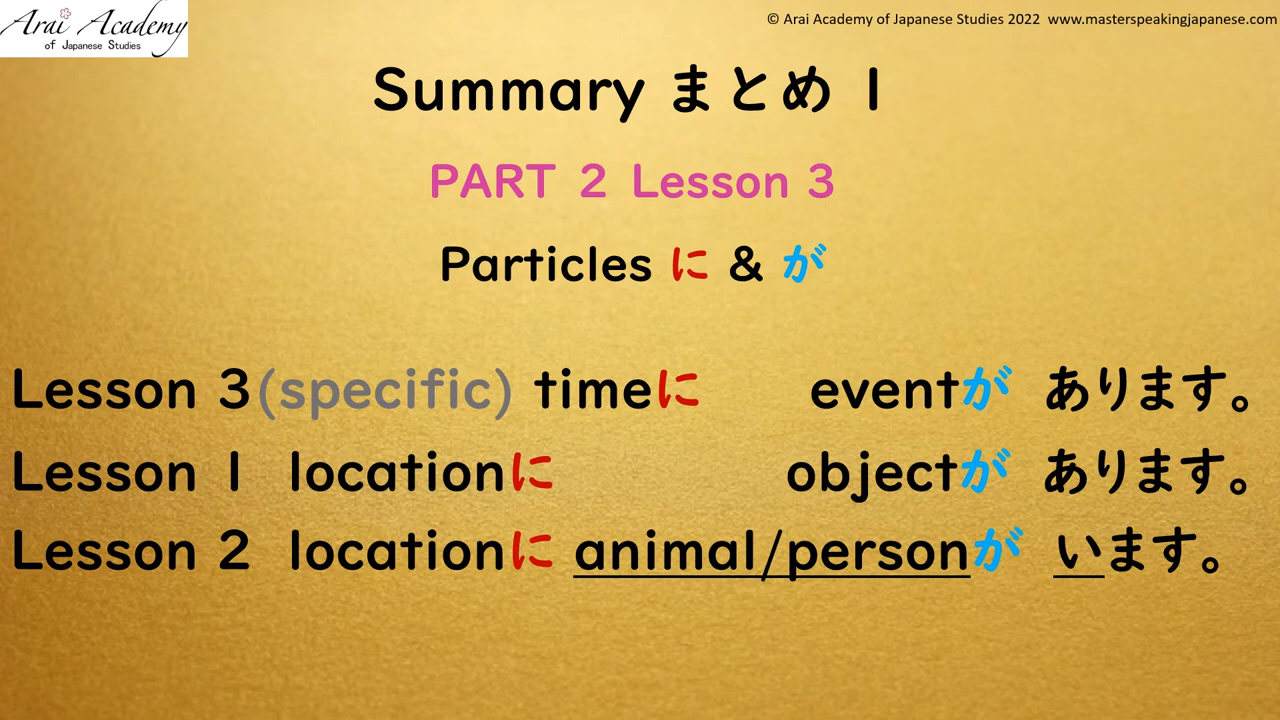 Arai Academy
of Japanese Studies
© Arai Academy of Japanese Studies 2022 www.masterspeakingjapanese.com
Summary まとめ 1
PART 2 Lesson 3
Particles に & が
Lesson 3(specific) timeに eventが あります。
Lesson 1 locationに objectが あります。
Lesson 2 locationに animal/personが います。